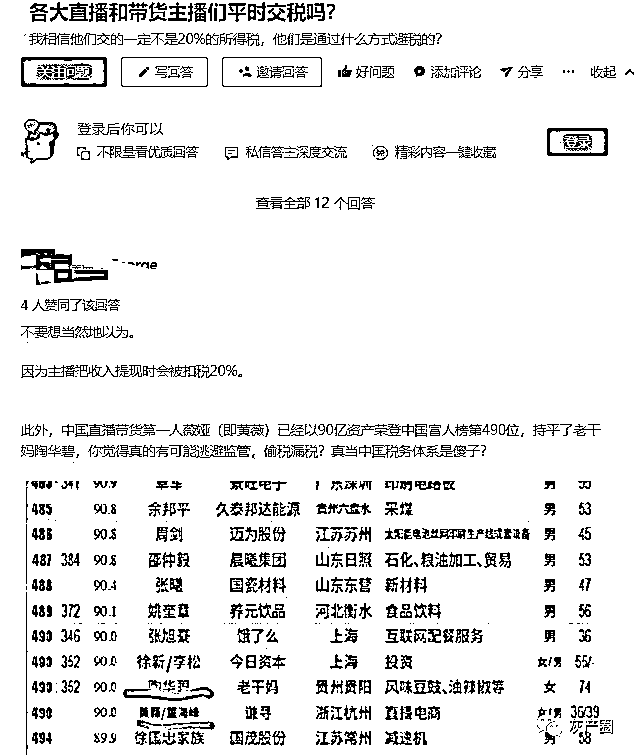 各大直播和带货主播们平时交税吗？
我相信他们交的一定不是20%的所得税，他们是通过什么方式避税的？
关注问题 写回答 邀请回答 好问题 添加评论 分享 ··· 收起
登录后你可以
不限量看优质回答 私信答主深度交流 精彩内容一键收藏
登录
查看全部 12 个回答
4 人赞同了该回答
不要想当然地以为。
因为主播把收入提现时会被扣税20%。
此外，中国直播带货第一人薇娅（即黄薇）已经以90亿资产荣登中国富人榜第490位，持平了老干
妈陶华碧，你觉得真的有可能逃避监管，偷税漏税？真当中国税务体系是傻子？
485 90.8 余邦平 久泰邦达能源 贵州六盘水 采煤 男 53
486 90.8 周剑 迈为股份 江苏苏州 男 45
487 384 90.8 邵仲毅 晨曦集团 山东日照 石化、粮油加工、贸易 男 53
488 90.4 张曦 国瓷材料 山东东营 新材料 男 47
489 372 90.1 姚奎章 养元饮品 河北衡水 食品饮料 男 56
490 346 90.0 张旭豪 饿了么 上海 互联网配餐服务 男 36
490 352 90.0 徐新/李松 今日资本 上海 投资 女/男 55/-
490 352 90.0 陶华碧 老干妈 贵州贵阳 风味豆豉、油辣椒等 女 74
490 90.0 黄薇/董海峰 谦寻 浙江杭州 直播电商 女/男 36/39
494 89.9 徐国忠家族 国茂股份 江苏常州 减速机 男 58
灰产圈